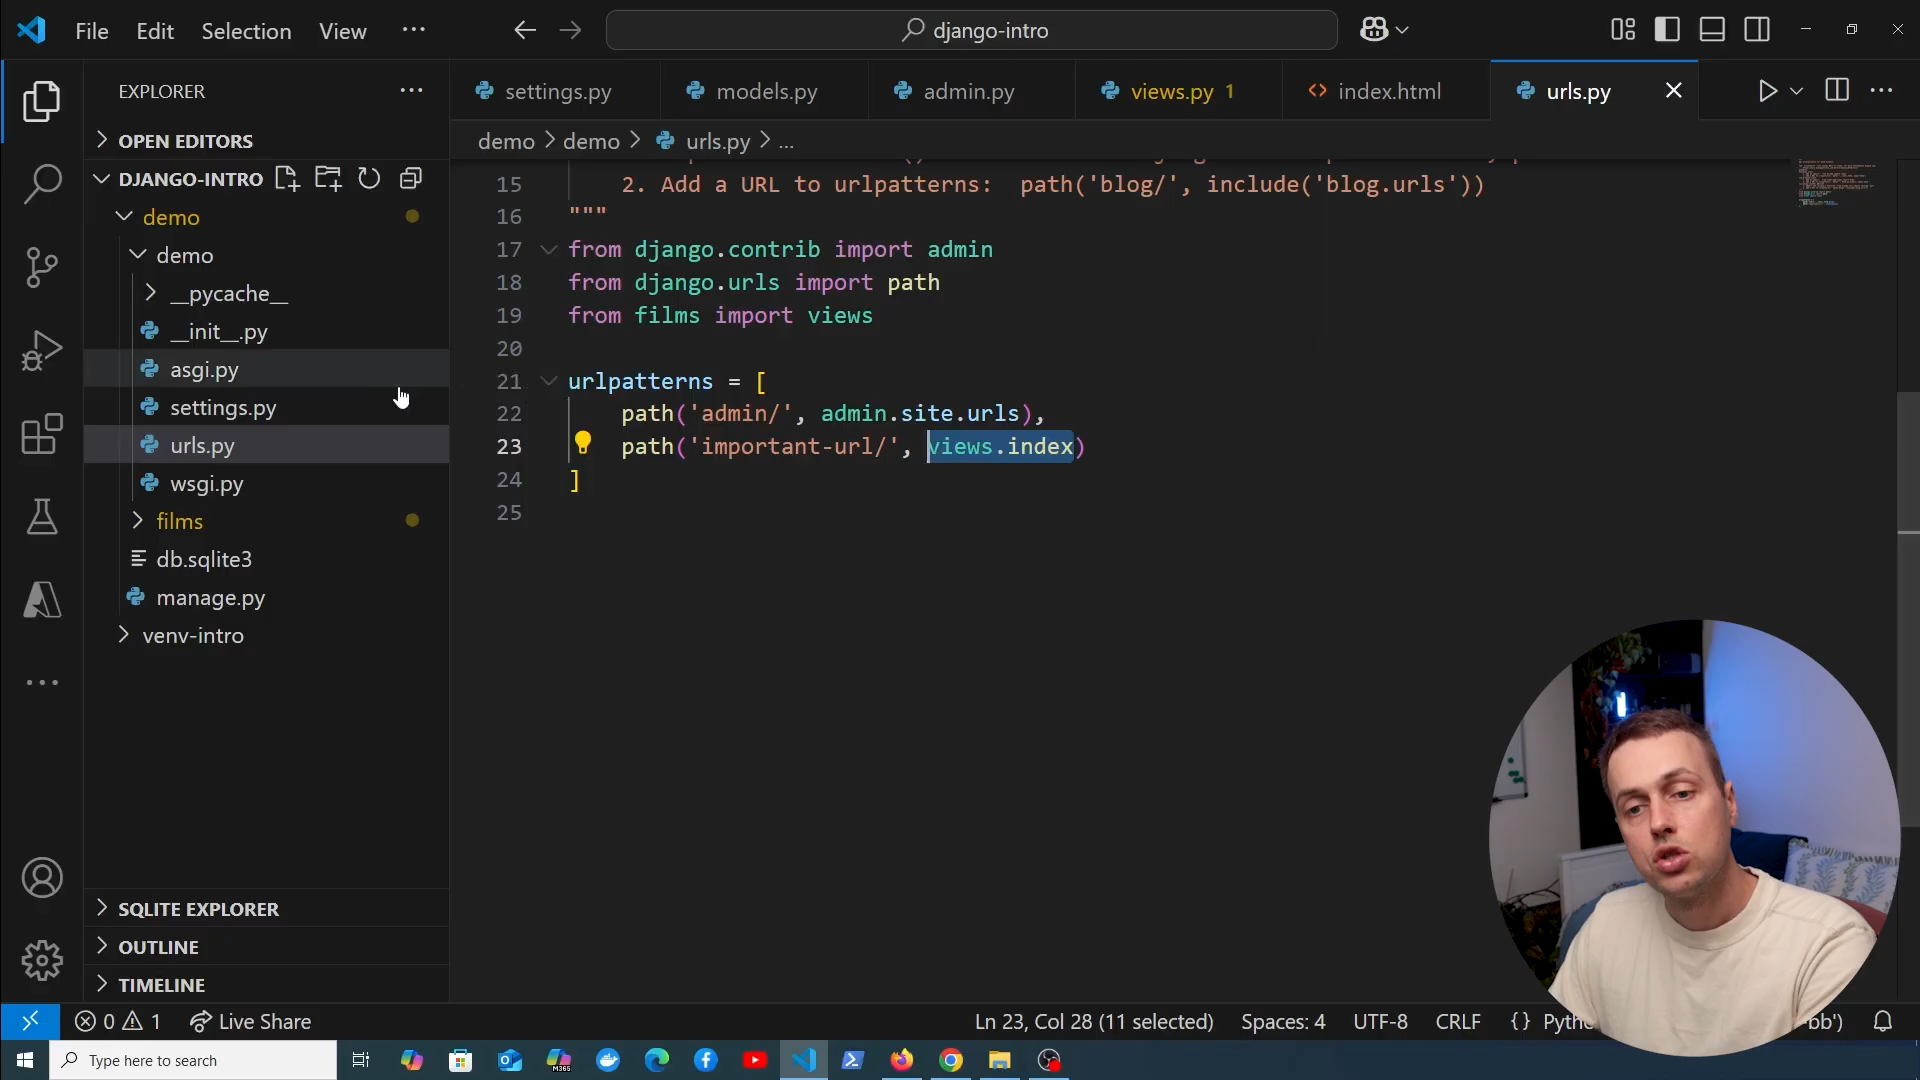 File Edit Selection View ··· django-intro
EXPLORER
settings.py models.py admin.py views.py 1 index.html urls.py
OPEN EDITORS
demo > demo > urls.py > ...
DJANGO-INTRO
demo
demo
__pycache__
__init__.py
asgi.py
settings.py
urls.py
wsgi.py
films
db.sqlite3
manage.py
venv-intro
15 2. Add a URL to urlpatterns: path('blog/', include('blog.urls'))
16 """
17 from django.contrib import admin
18 from django.urls import path
19 from films import views
20
21 urlpatterns = [
22 path('admin/', admin.site.urls),
23 path('important-url/', views.index)
24 ]
25
SQLITE EXPLORER
OUTLINE
TIMELINE
0 1 Live Share Ln 23, Col 28 (11 selected) Spaces: 4 UTF-8 CRLF {}
Type here to search